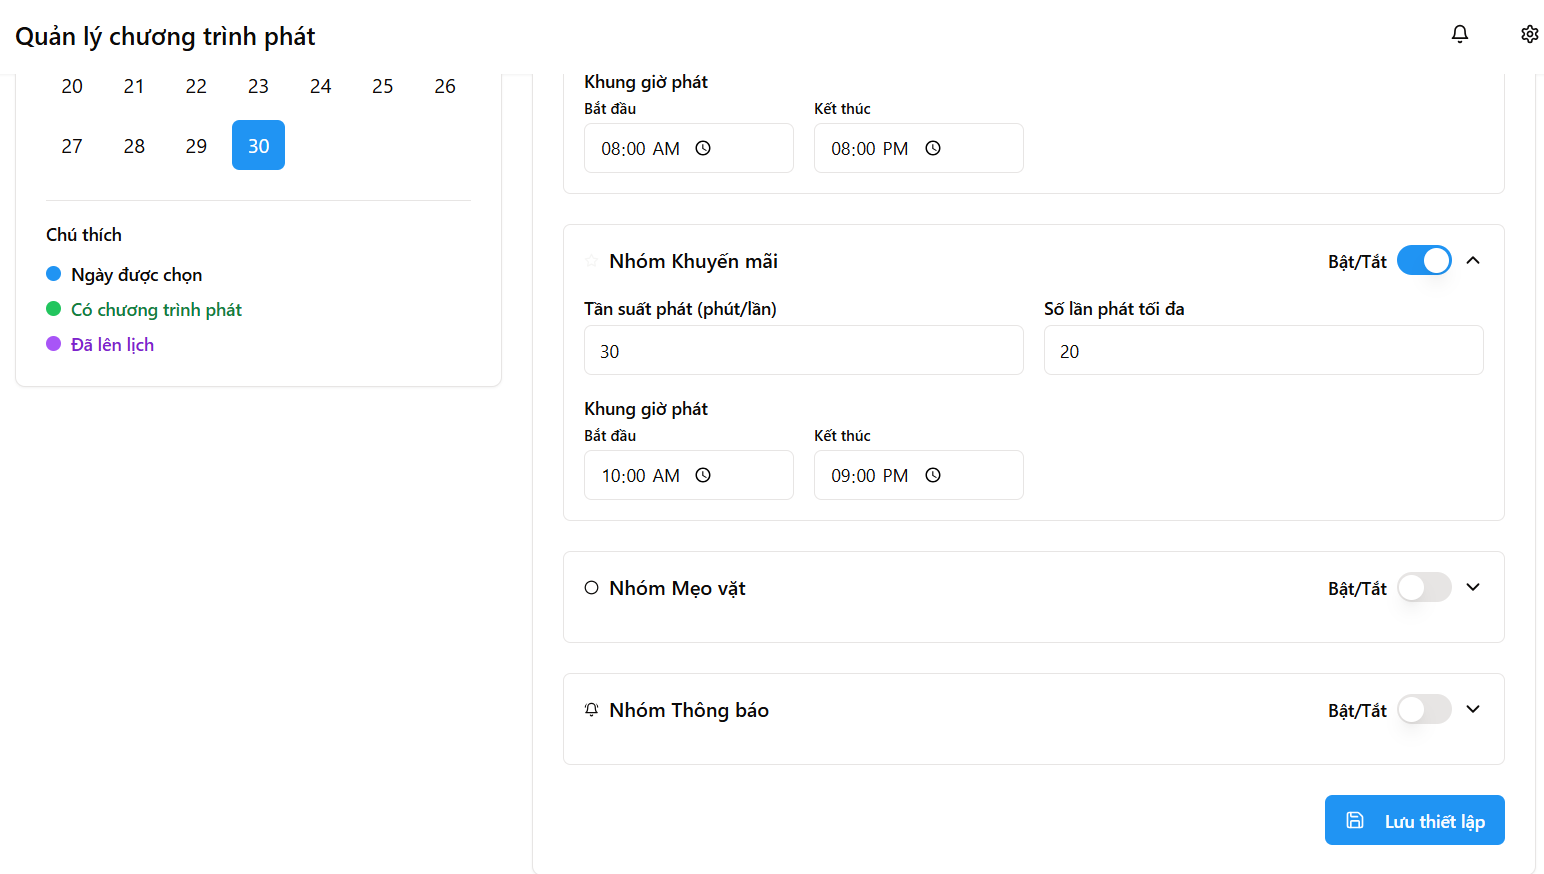 Quản lý chương trình phát
20 21 22 23 24 25 26
27 28 29 30
Chú thích
Ngày được chọn
Có chương trình phát
Đã lên lịch
Khung giờ phát
Bắt đầu Kết thúc
08:00 AM 08:00 PM
Nhóm Khuyến mãi Bật/Tắt
Tần suất phát (phút/lần) Số lần phát tối đa
30 20
Khung giờ phát
Bắt đầu Kết thúc
10:00 AM 09:00 PM
Nhóm Mẹo vặt Bật/Tắt
Nhóm Thông báo Bật/Tắt
Lưu thiết lập